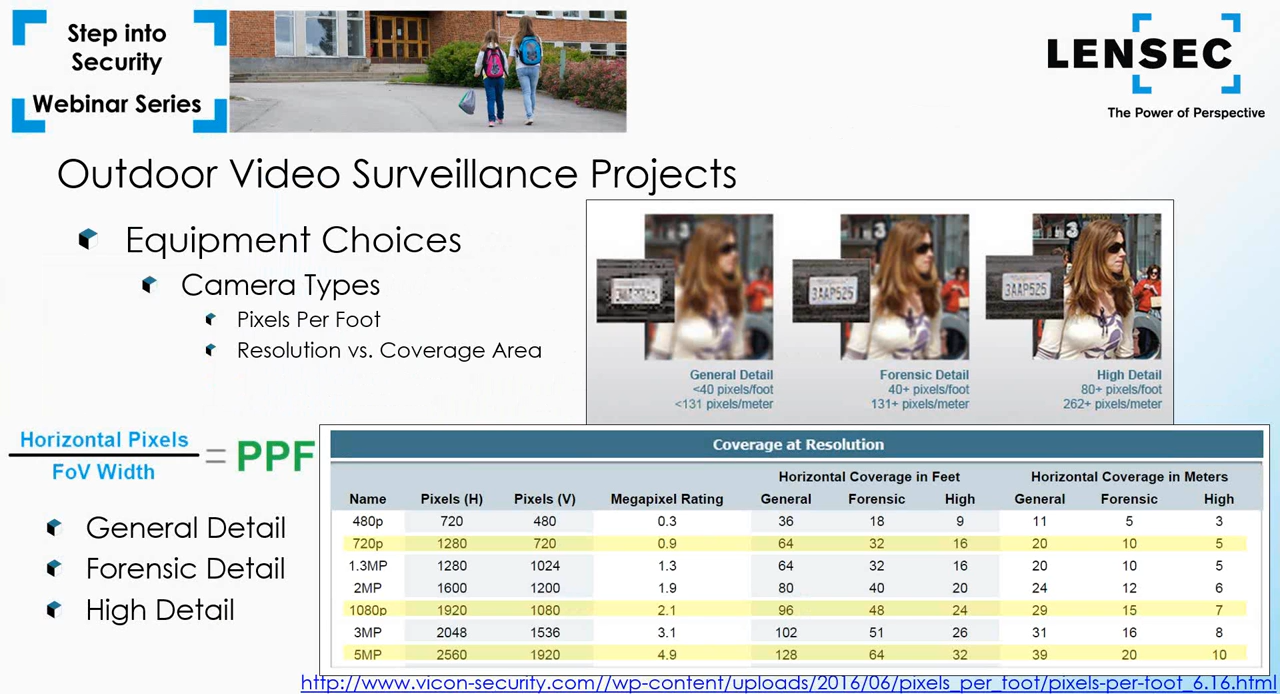 Step into
Security
Webinar Series
LENSEC
The Power of Perspective
Outdoor Video Surveillance Projects
Equipment Choices
Camera Types
Pixels Per Foot
Resolution vs. Coverage Area
3 3 3
3AAP525 3AAP525
General Detail Forensic Detail High Detail
<40 pixels/foot 40+ pixels/foot 80+ pixels/foot
<131 pixels/meter 131+ pixels/meter 262+ pixels/meter
Horizontal Pixels
FoV Width
= PPF
General Detail
Forensic Detail
High Detail
Coverage at Resolution
Horizontal Coverage in Feet Horizontal Coverage in Meters
Name Pixels (H) Pixels (V) Megapixel Rating General Forensic High General Forensic High
480p 720 480 0.3 36 18 9 11 5 3
720p 1280 720 0.9 64 32 16 20 10 5
1.3MP 1280 1024 1.3 64 32 16 20 10 5
2MP 1600 1200 1.9 80 40 20 24 12 6
1080p 1920 1080 2.1 96 48 24 29 15 7
3MP 2048 1536 3.1 102 51 26 31 16 8
5MP 2560 1920 4.9 128 64 32 39 20 10
http://www.vicon-security.com//wp-content/uploads/2016/06/pixels_per_foot/pixels-per-foot_6.16.html